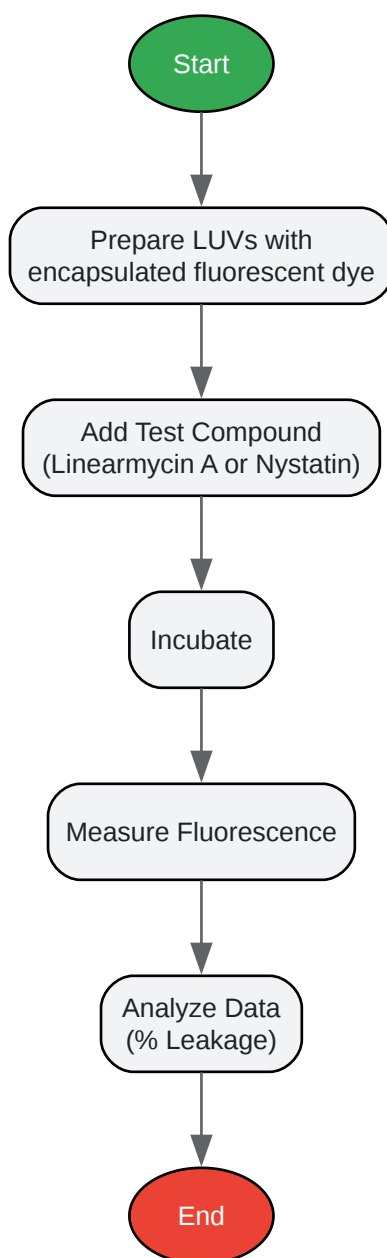 Start
Prepare LUVs with
encapsulated fluorescent dye
Add Test Compound
(Linearmycin A or Nystatin)
Incubate
Measure Fluorescence
Analyze Data
(% Leakage)
End